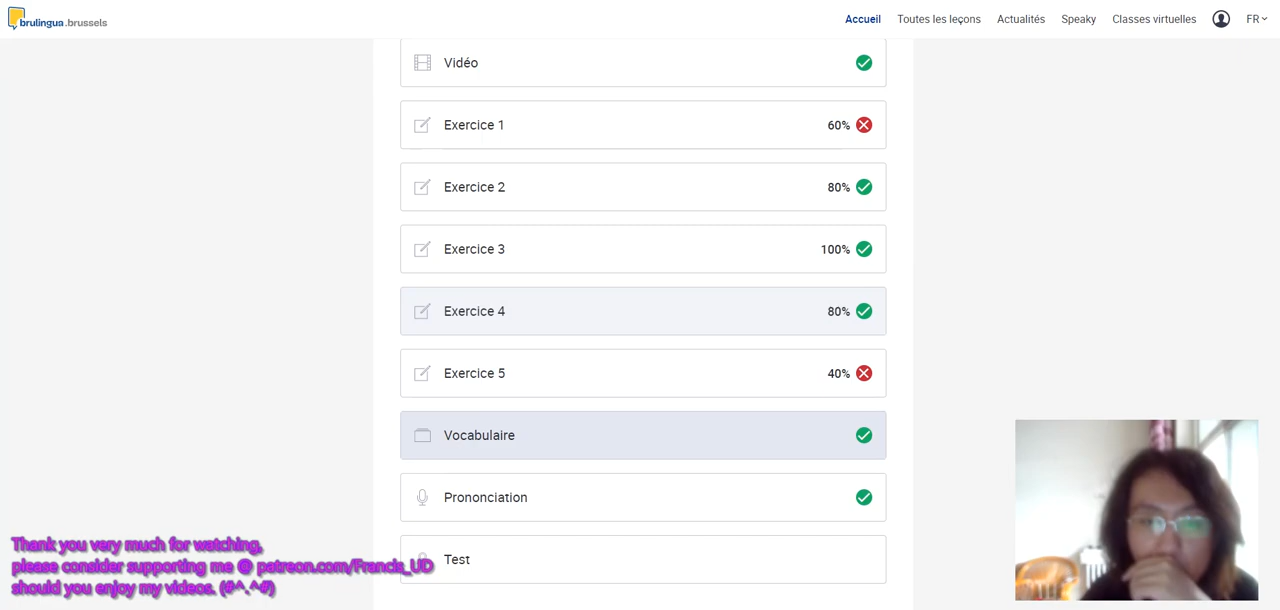 brulingua.brussels
Accueil Toutes les leçons Actualités Speaky Classes virtuelles FR
Vidéo
Exercice 1 60%
Exercice 2 80%
Exercice 3 100%
Exercice 4 80%
Exercice 5 40%
Vocabulaire
Prononciation
Test
Thank you very much for watching,
please consider supporting me @ patreon.com/Francis_UD
should you enjoy my videos. (#^.^#)